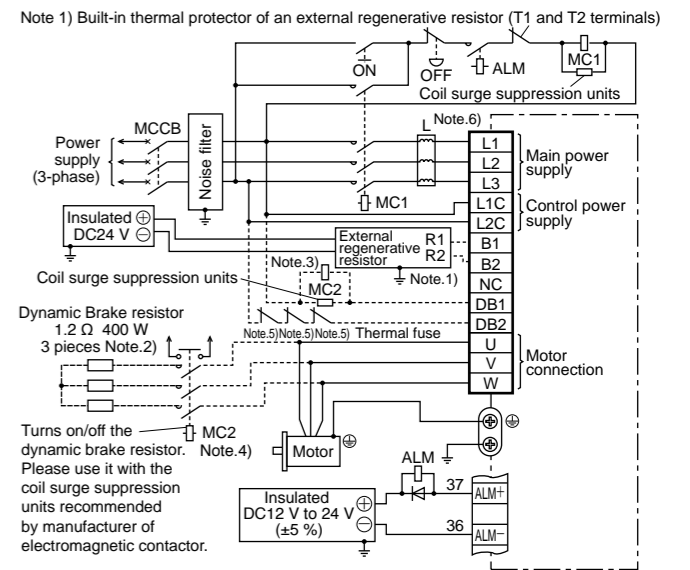 Note 1) Built-in thermal protector of an external regenerative resistor (T1 and T2 terminals)
ON
OFF
ALM
MC1
Coil surge suppression units
MCCB
Noise filter
L
Note.6)
Power
supply
(3-phase)
MC1
L1
L2
L3
L1C
L2C
B1
B2
NC
DB1
DB2
U
V
W
Main power
supply
Control power
supply
Motor
connection
Insulated
DC24 V
External
regenerative
resistor
R1
R2
Note.1)
Note.3)
MC2
Coil surge suppression units
Note.5)Note.5)Note.5) Thermal fuse
Dynamic Brake resistor
1.2 Ω 400 W
3 pieces Note.2)
MC2
Note.4)
Turns on/off the
dynamic brake resistor.
Please use it with the
coil surge suppression
units recommended
by manufacturer of
electromagnetic contactor.
Motor
ALM
Insulated
DC12 V to 24 V
(±5 %)
37
ALM+
36
ALM−